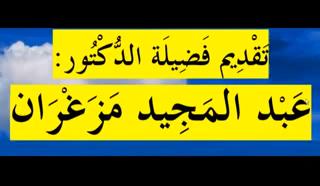 تَقْدِيم فَضِيلَة الدُّكْتُور:
عَبْد المَجِيد مَزَغْرَان